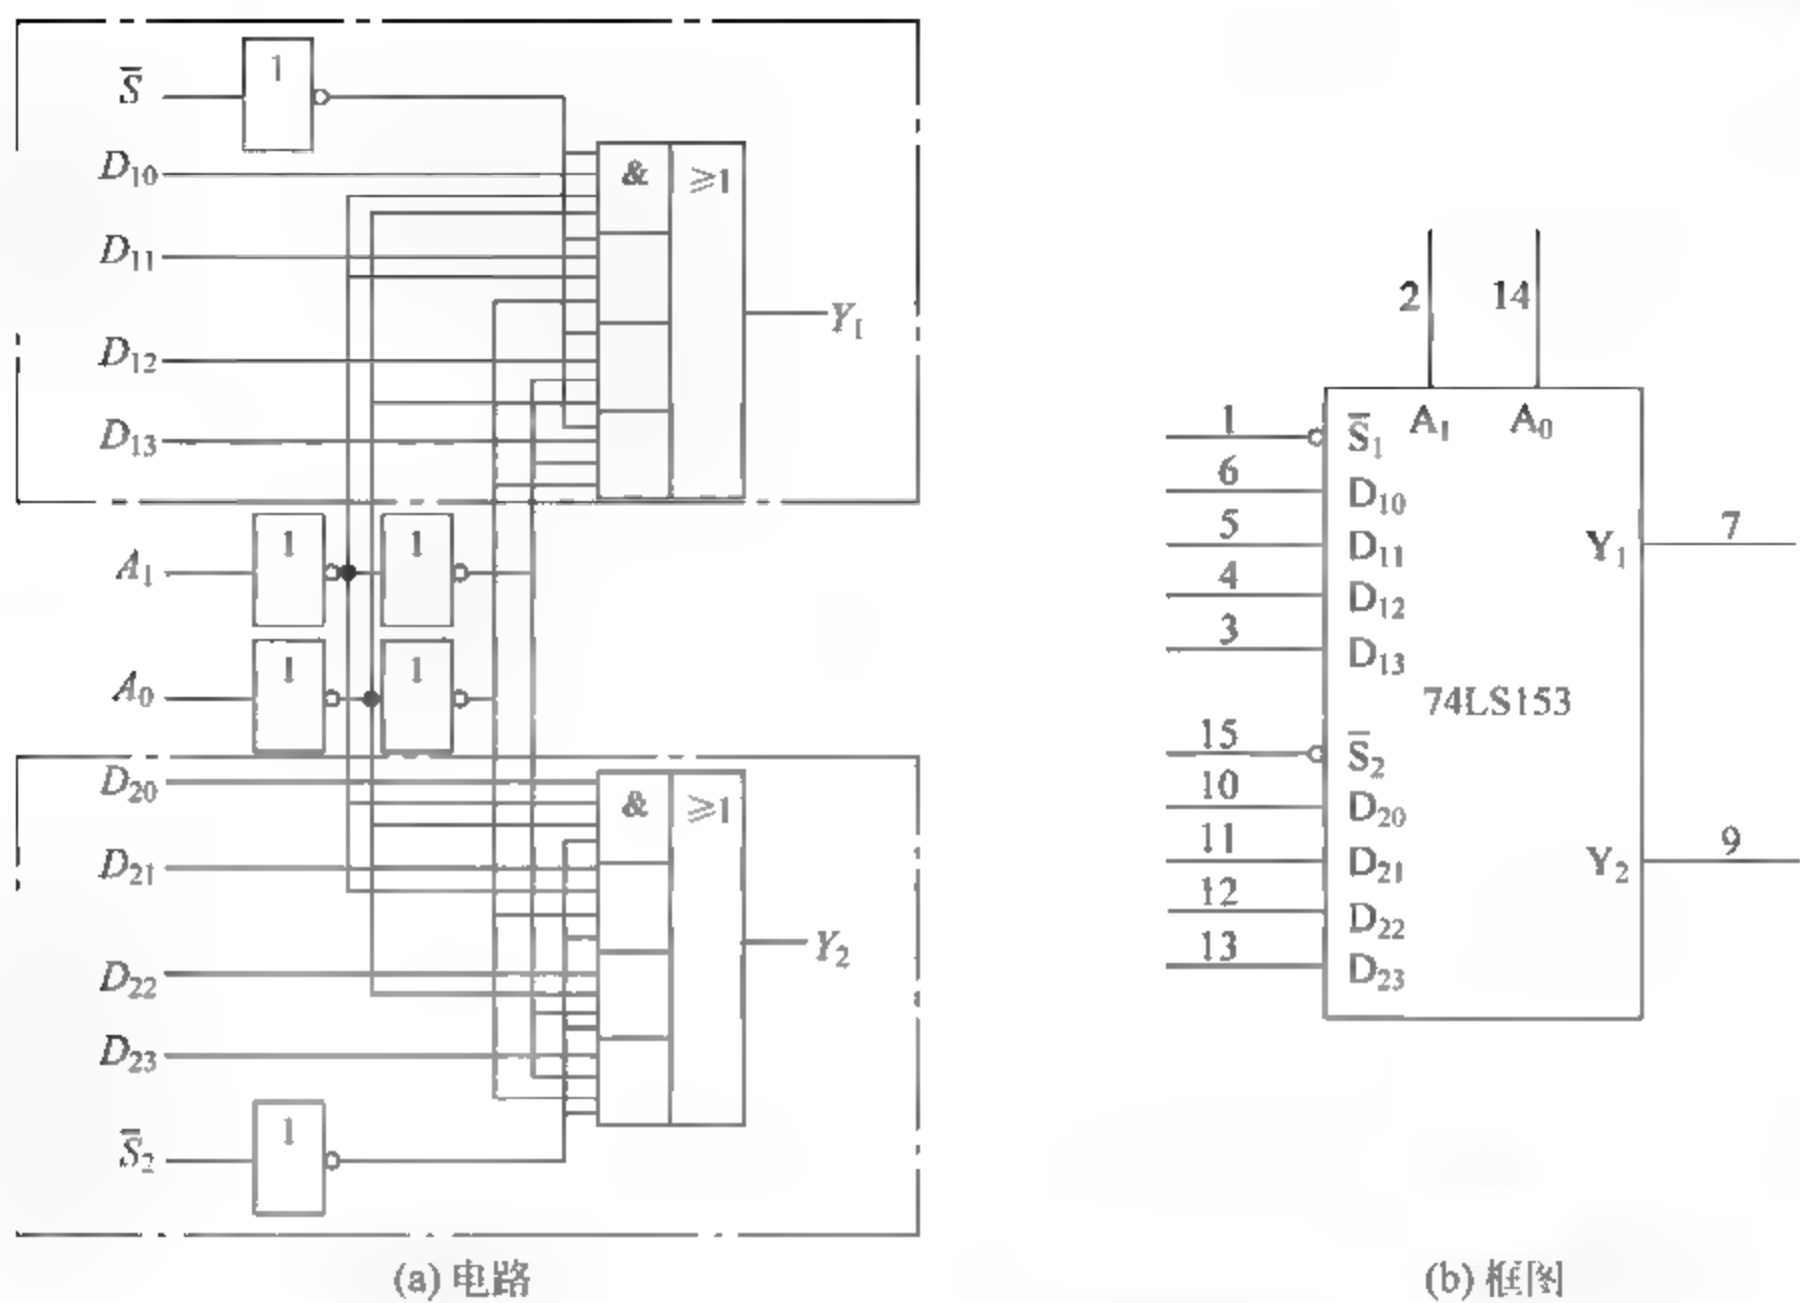 S̄ 1
D₁₀ & ≥1
D₁₁
Y₁
D₁₂
D₁₃
A₁ 1 1
A₀ 1 1
D₂₀ & ≥1
D₂₁
Y₂
D₂₂
D₂₃
S̄₂ 1
(a) 电路
2 14
A₁ A₀
1 S̄₁
6 D₁₀
5 D₁₁ Y₁ 7
4 D₁₂
3 D₁₃
74LS153
15 S̄₂
10 D₂₀
11 D₂₁ Y₂ 9
12 D₂₂
13 D₂₃
(b) 框图